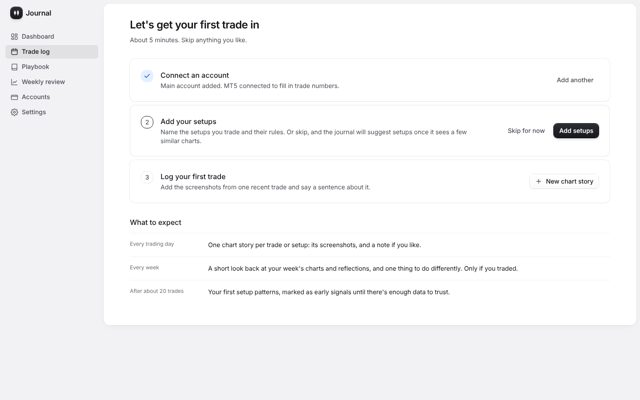 Journal
Dashboard
Trade log
Playbook
Weekly review
Accounts
Settings
Let's get your first trade in
About 5 minutes. Skip anything you like.
Connect an account
Main account added. MT5 connected to fill in trade numbers.
Add another
2
Add your setups
Name the setups you trade and their rules. Or skip, and the journal will suggest setups once it sees a few
similar charts.
Skip for now
Add setups
3
Log your first trade
Add the screenshots from one recent trade and say a sentence about it.
+ New chart story
What to expect
Every trading day
One chart story per trade or setup: its screenshots, and a note if you like.
Every week
A short look back at your week's charts and reflections, and one thing to do differently. Only if you traded.
After about 20 trades
Your first setup patterns, marked as early signals until there's enough data to trust.